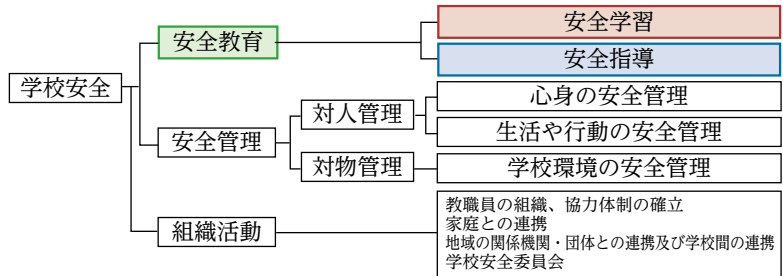 学校安全
安全教育
安全学習
安全指導
安全管理
対人管理
心身の安全管理
生活や行動の安全管理
対物管理
学校環境の安全管理
組織活動
教職員の組織、協力体制の確立
家庭との連携
地域の関係機関・団体との連携及び学校間の連携
学校安全委員会